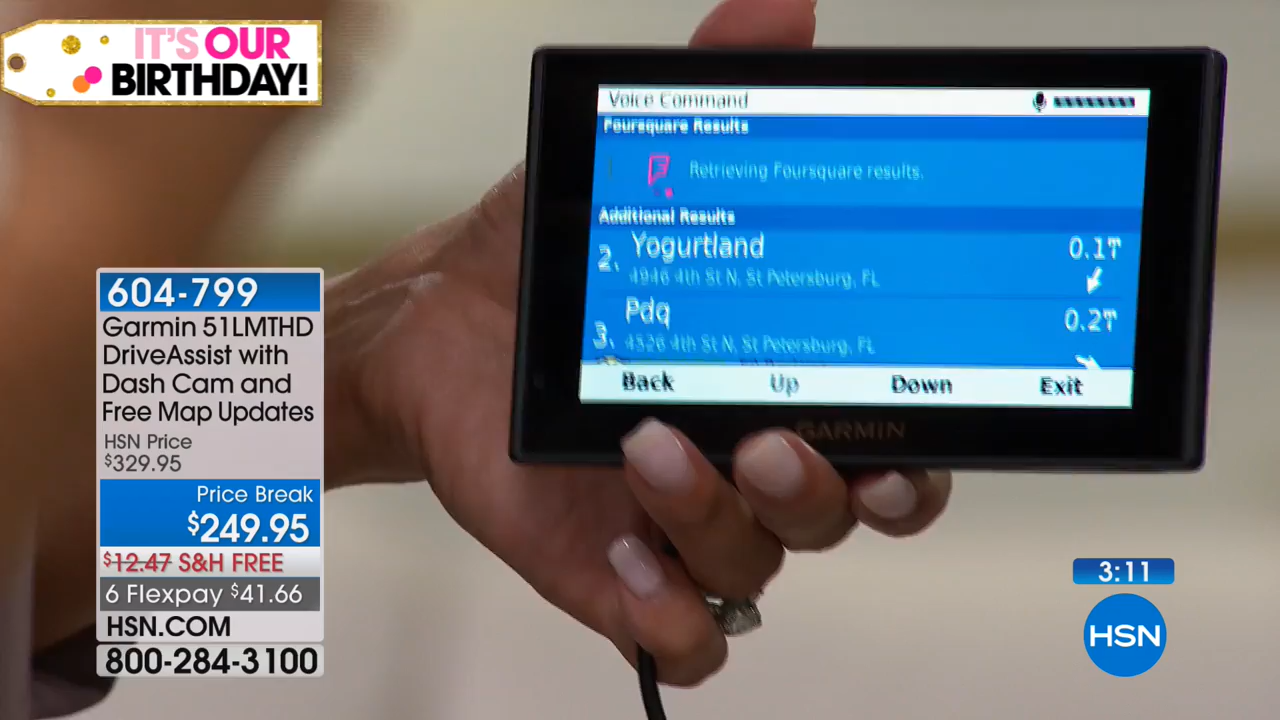 IT'S OUR
BIRTHDAY!
604-799
Garmin 51LMTHD
DriveAssist with
Dash Cam and
Free Map Updates
HSN Price
$329.95
Price Break
$249.95
$12.47 S&H FREE
6 Flexpay $41.66
HSN.COM
800-284-3100
Voice Command
Foursquare Results
Retrieving Foursquare results.
Additional Results
2. Yogurtland 0.1
4946 4th St N, St Petersburg, FL
3. Pdq 0.2
4526 4th St N, St Petersburg, FL
Back Up Down Exit
GARMIN
3:11
HSN